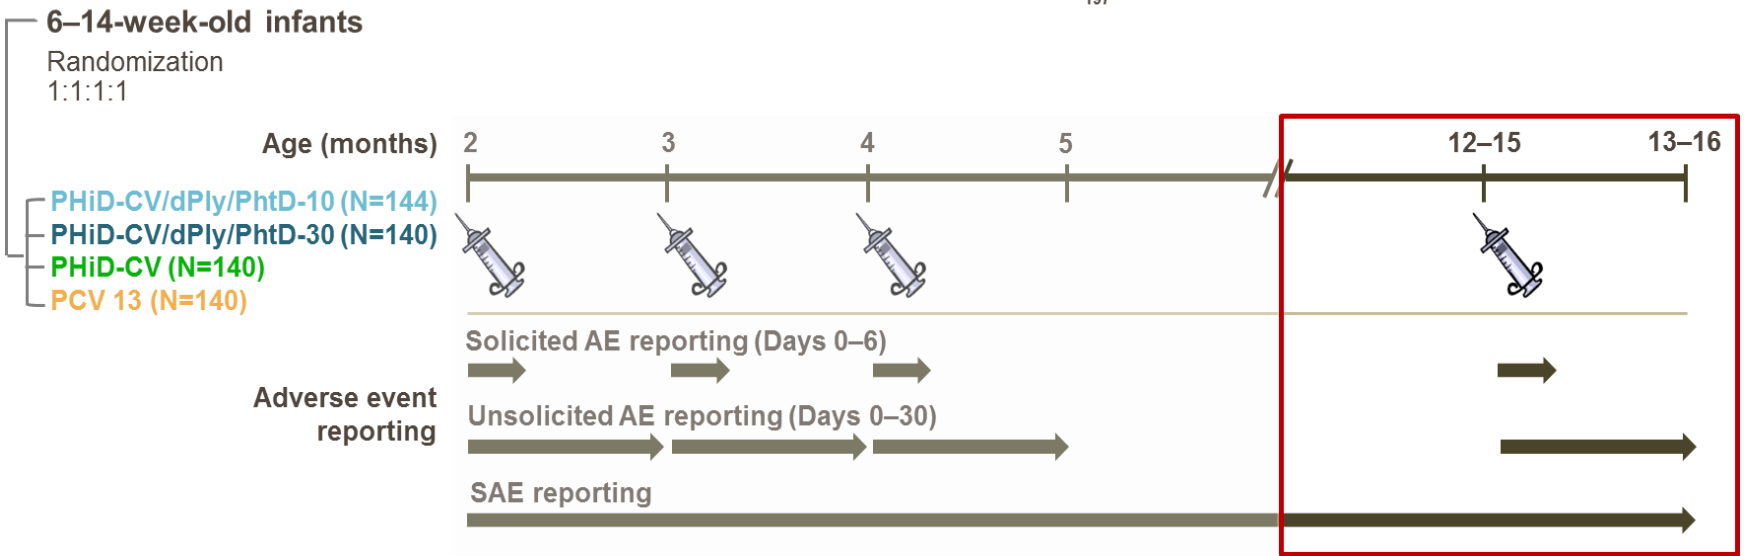 6–14-week-old infants
Randomization
1:1:1:1
Age (months) 2 3 4 5 12–15 13–16
PHiD-CV/dPly/PhtD-10 (N=144)
PHiD-CV/dPly/PhtD-30 (N=140)
PHiD-CV (N=140)
PCV 13 (N=140)
Solicited AE reporting (Days 0–6)
Adverse event
reporting
Unsolicited AE reporting (Days 0–30)
SAE reporting